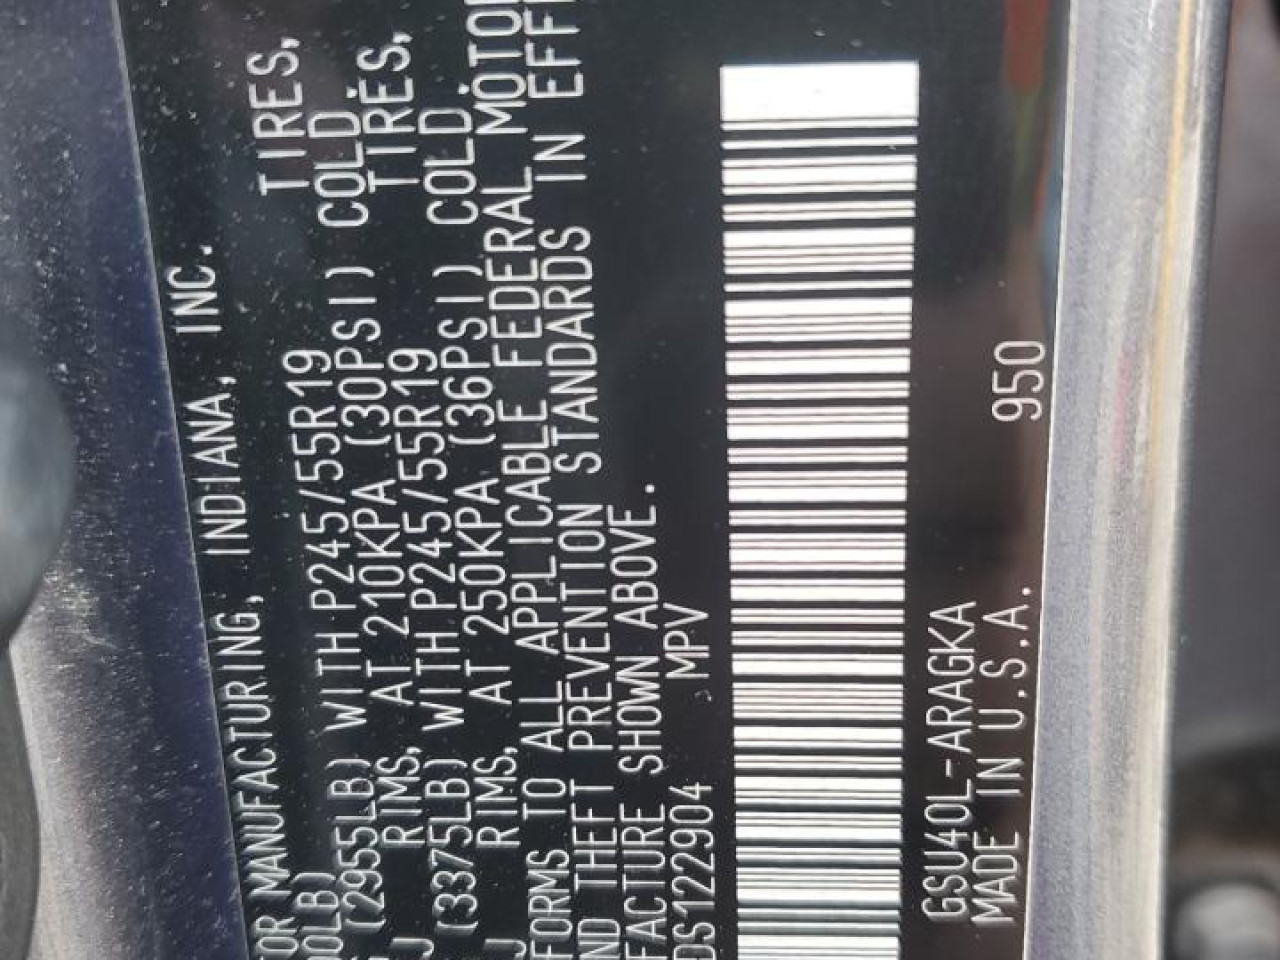 TOR MANUFACTURING, INDIANA, INC.
00LB)
(2955LB) WITH P245/55R19 TIRES,
J RIMS, AT 210KPA (30PSI) COLD.
(3375LB) WITH P245/55R19 TIRES,
J RIMS, AT 250KPA (36PSI) COLD.
FORMS TO ALL APPLICABLE FEDERAL MOTOR
ND THEFT PREVENTION STANDARDS IN EFF
FACTURE SHOWN ABOVE.
DS122904 MPV
GSU40L-ARAGKA
MADE IN U.S.A. 950